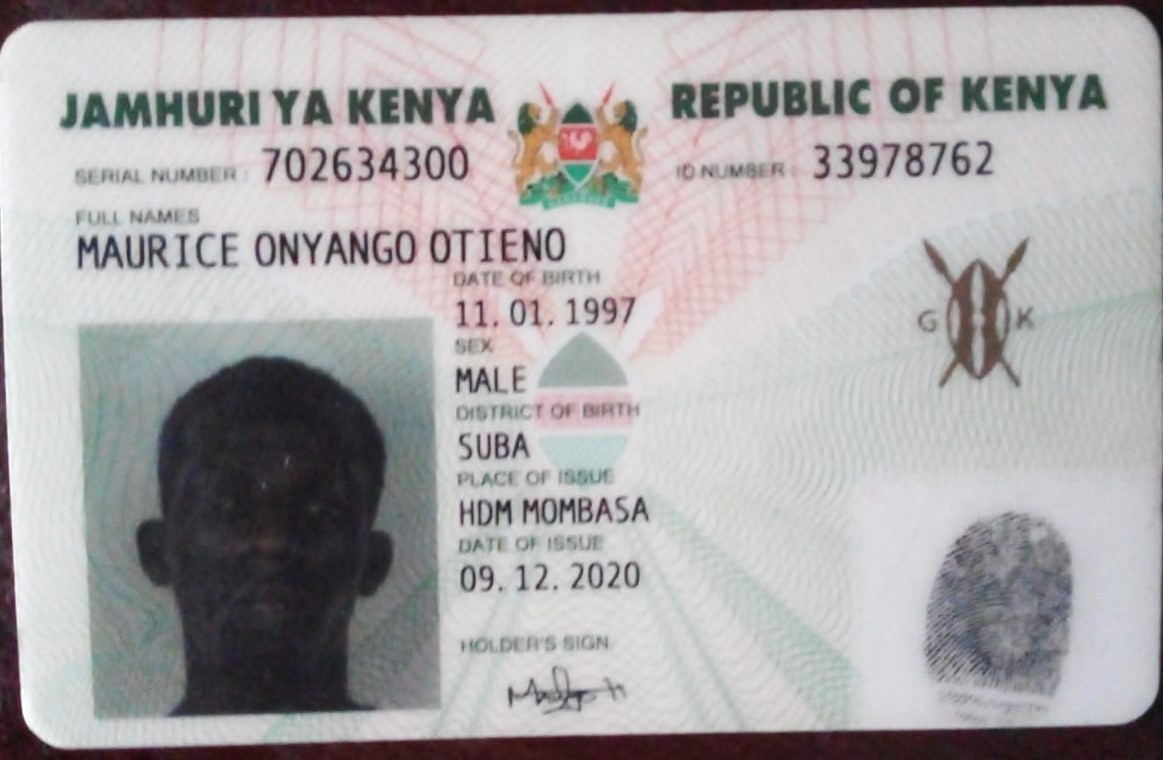 JAMHURI YA KENYA
REPUBLIC OF KENYA
SERIAL NUMBER : 702634300
ID NUMBER : 33978762
FULL NAMES
MAURICE ONYANGO OTIENO
DATE OF BIRTH
11. 01. 1997
SEX
MALE
DISTRICT OF BIRTH
SUBA
PLACE OF ISSUE
HDM MOMBASA
DATE OF ISSUE
09. 12. 2020
HOLDER'S SIGN.
G K